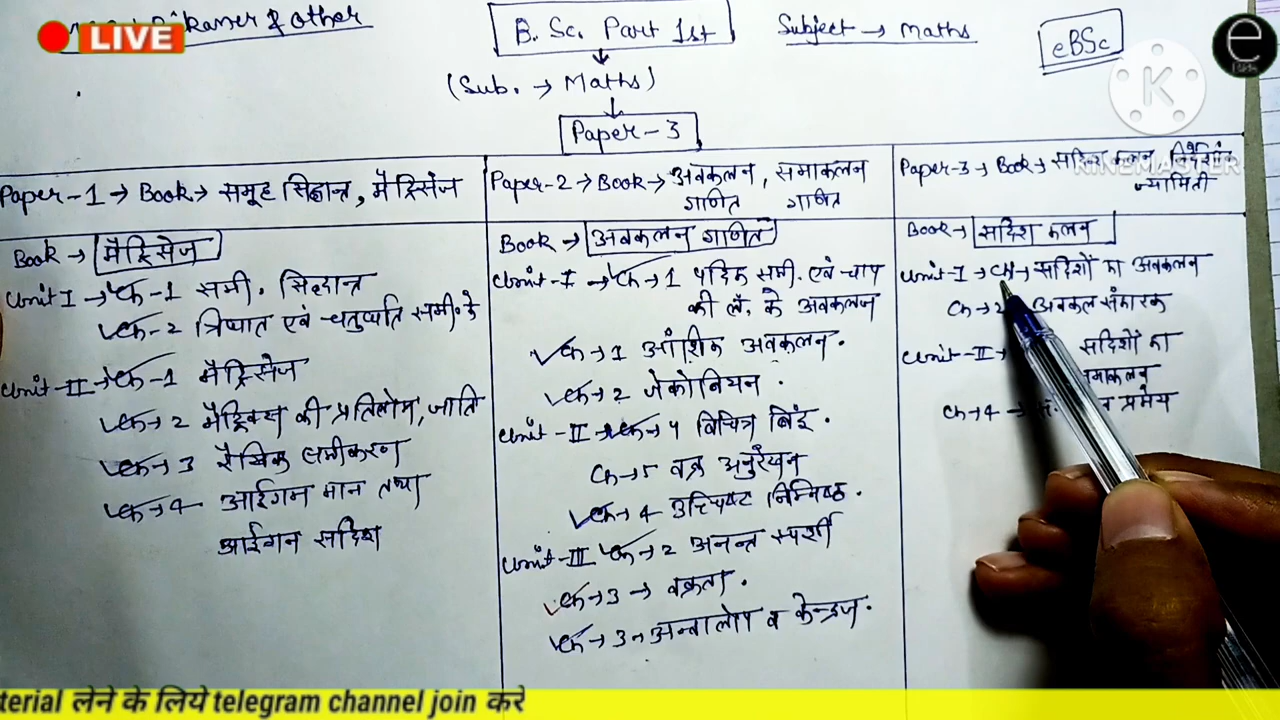 Bikaner & other
LIVE
B.Sc. Part 1st
Subject → Maths
eBSc
e
K
KINEMASTER
(Sub. → Maths)
Paper-3
Paper-1 → Book → समूह सिद्धान्त, मैट्रिसेज
Paper-2 → Book → अवकलन, समाकलन
गणित गणित
Paper-3 → Book → सदिश कलन, निर्देशांक
ज्यामिती
Book → मैट्रिसेज
Unit I → Ch-1 समी. सिद्धान्त
Ch-2 त्रिघात एवं चतुर्घात समी. के
Unit-II → Ch-1 मैट्रिसेज
Ch→2 मैट्रिक्स की प्रतिलोम, जाति
Ch-3 रैखिक समीकरण
Ch→4- आईगन मान तथा
आईगन सदिश
Book → अवकलन गणित
Unit-I → Ch→1 पदिक समी. एवं चाप
की लं. के अवकलज
Ch→1 आंशिक अवकलन.
Ch→2 जेकोबियन.
Unit-II → Ch→4 विचित्र बिंदु.
Ch→5 वक्र अनुरेखन
Ch→4 उच्चिष्ट निम्निष्ठ.
Unit-III Ch→2 अनन्त स्पर्शी
Ch→3 → वक्रता.
Ch→3 → अन्वालोप व केन्द्रज.
Book → सदिश कलन
Unit-I → CH → सदिशों का अवकलन
Ch→2 अवकल संकारक
Unit-II → सदिशों का
समाकलन
Ch→4 → प्रमेय
terial लेने के लिये telegram channel join करे